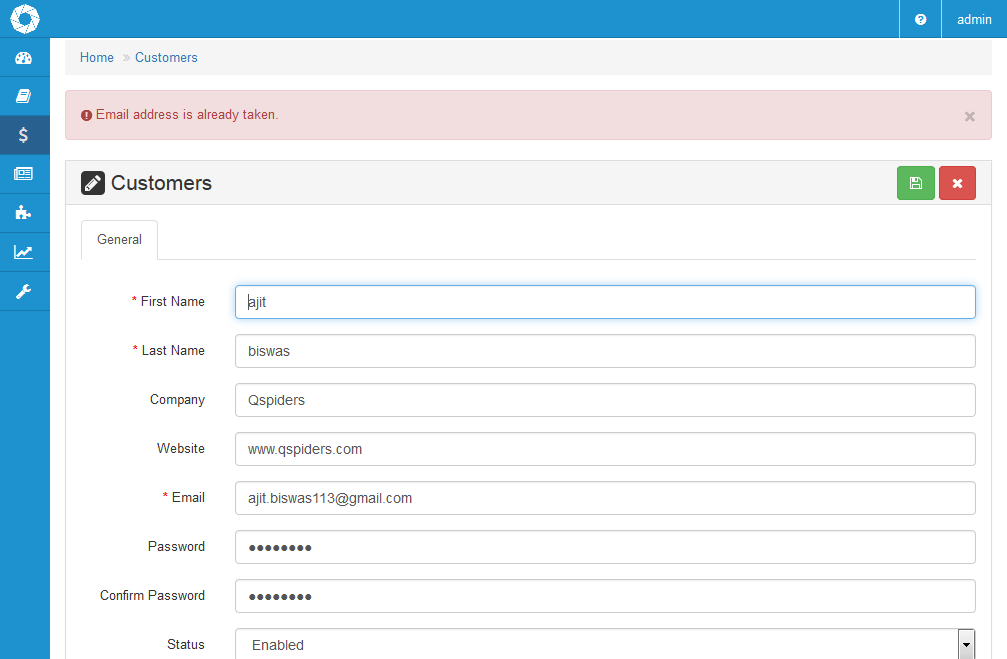 ? admin
Home » Customers
Email address is already taken. ×
Customers
General
* First Name ajit
* Last Name biswas
Company Qspiders
Website www.qspiders.com
* Email ajit.biswas113@gmail.com
Password ••••••••
Confirm Password ••••••••
Status Enabled